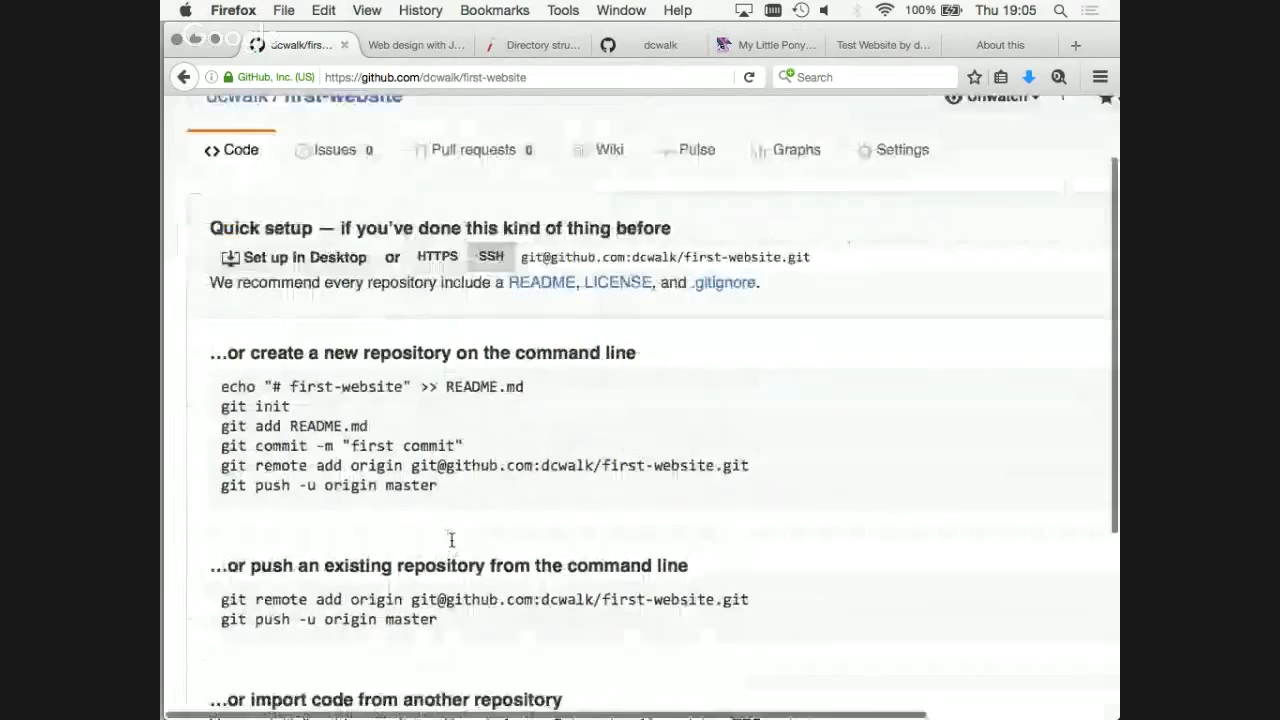 Firefox File Edit View History Bookmarks Tools Window Help 100% Thu 19:05
Google
dcwalk/firs... Web design with J... Directory stru... dcwalk My Little Pony... Test Website by d... About this
GitHub, Inc. (US) https://github.com/dcwalk/first-website Search
dcwalk / first-website Unwatch
Code Issues 0 Pull requests 0 Wiki Pulse Graphs Settings
Quick setup — if you've done this kind of thing before
Set up in Desktop or HTTPS SSH git@github.com:dcwalk/first-website.git
We recommend every repository include a README, LICENSE, and .gitignore.
...or create a new repository on the command line
echo "# first-website" >> README.md
git init
git add README.md
git commit -m "first commit"
git remote add origin git@github.com:dcwalk/first-website.git
git push -u origin master
...or push an existing repository from the command line
git remote add origin git@github.com:dcwalk/first-website.git
git push -u origin master
...or import code from another repository